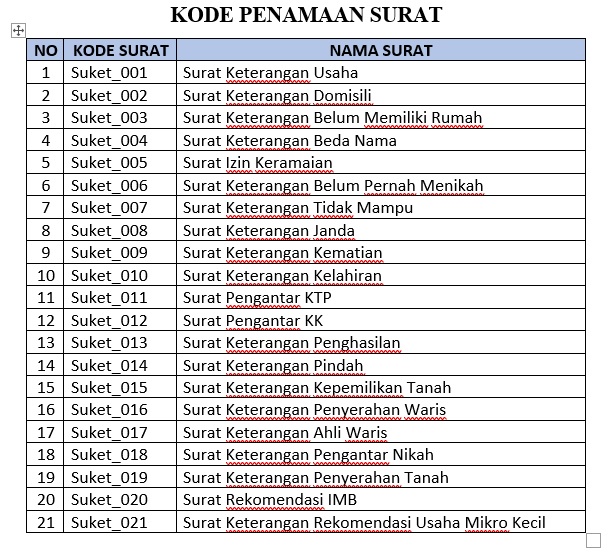 KODE PENAMAAN SURAT
NO KODE SURAT NAMA SURAT
1 Suket_001 Surat Keterangan Usaha
2 Suket_002 Surat Keterangan Domisili
3 Suket_003 Surat Keterangan Belum Memiliki Rumah
4 Suket_004 Surat Keterangan Beda Nama
5 Suket_005 Surat Izin Keramaian
6 Suket_006 Surat Keterangan Belum Pernah Menikah
7 Suket_007 Surat Keterangan Tidak Mampu
8 Suket_008 Surat Keterangan Janda
9 Suket_009 Surat Keterangan Kematian
10 Suket_010 Surat Keterangan Kelahiran
11 Suket_011 Surat Pengantar KTP
12 Suket_012 Surat Pengantar KK
13 Suket_013 Surat Keterangan Penghasilan
14 Suket_014 Surat Keterangan Pindah
15 Suket_015 Surat Keterangan Kepemilikan Tanah
16 Suket_016 Surat Keterangan Penyerahan Waris
17 Suket_017 Surat Keterangan Ahli Waris
18 Suket_018 Surat Keterangan Pengantar Nikah
19 Suket_019 Surat Keterangan Penyerahan Tanah
20 Suket_020 Surat Rekomendasi IMB
21 Suket_021 Surat Keterangan Rekomendasi Usaha Mikro Kecil